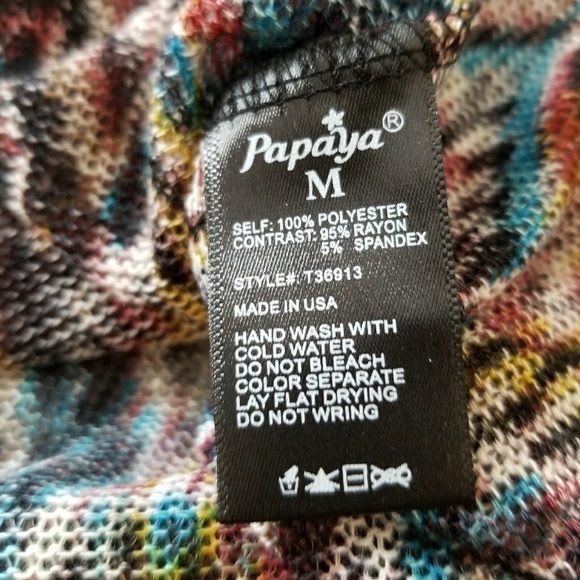 Papaya®
M
SELF: 100% POLYESTER
CONTRAST: 95% RAYON
5% SPANDEX
STYLE#: T36913
MADE IN USA
HAND WASH WITH
COLD WATER
DO NOT BLEACH
COLOR SEPARATE
LAY FLAT DRYING
DO NOT WRING